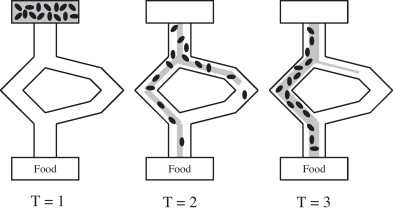 Food Food Food
T = 1 T = 2 T = 3